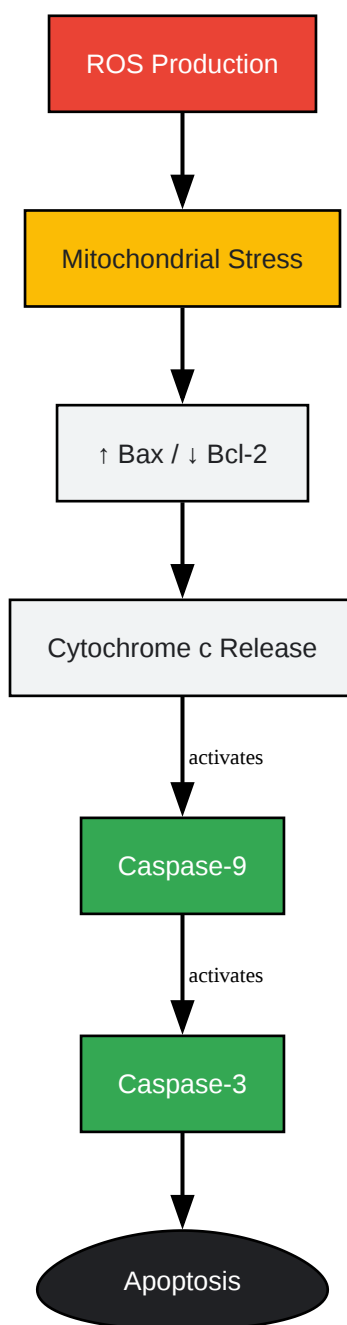 ROS Production
Mitochondrial Stress
↑ Bax / ↓ Bcl-2
Cytochrome c Release
activates
Caspase-9
activates
Caspase-3
Apoptosis